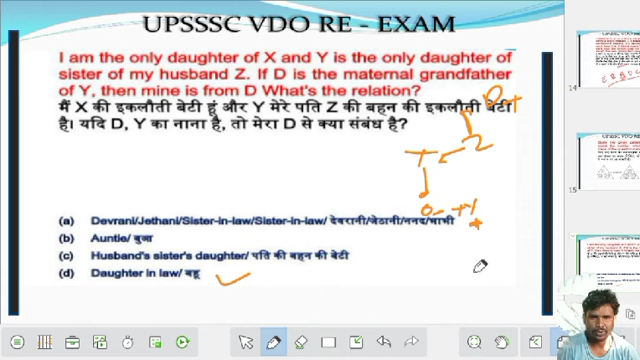 UPSSSC VDO RE - EXAM
I am the only daughter of X and Y is the only daughter of
sister of my husband Z. If D is the maternal grandfather
of Y, then mine is from D What's the relation?
मैं X की इकलौती बेटी हूं और Y मेरे पति Z की बहन की इकलौती बेटी
है। यदि D, Y का नाना है, तो मेरा D से क्या संबंध है?
(a) Devrani/Jethani/Sister-in-law/Sister-in-law/ देवरानी/जेठानी/ननद/भाभी
(b) Auntie/ बुआ
(c) Husband's sister's daughter/ पति की बहन की बेटी
(d) Daughter in law/ बहू
14
15